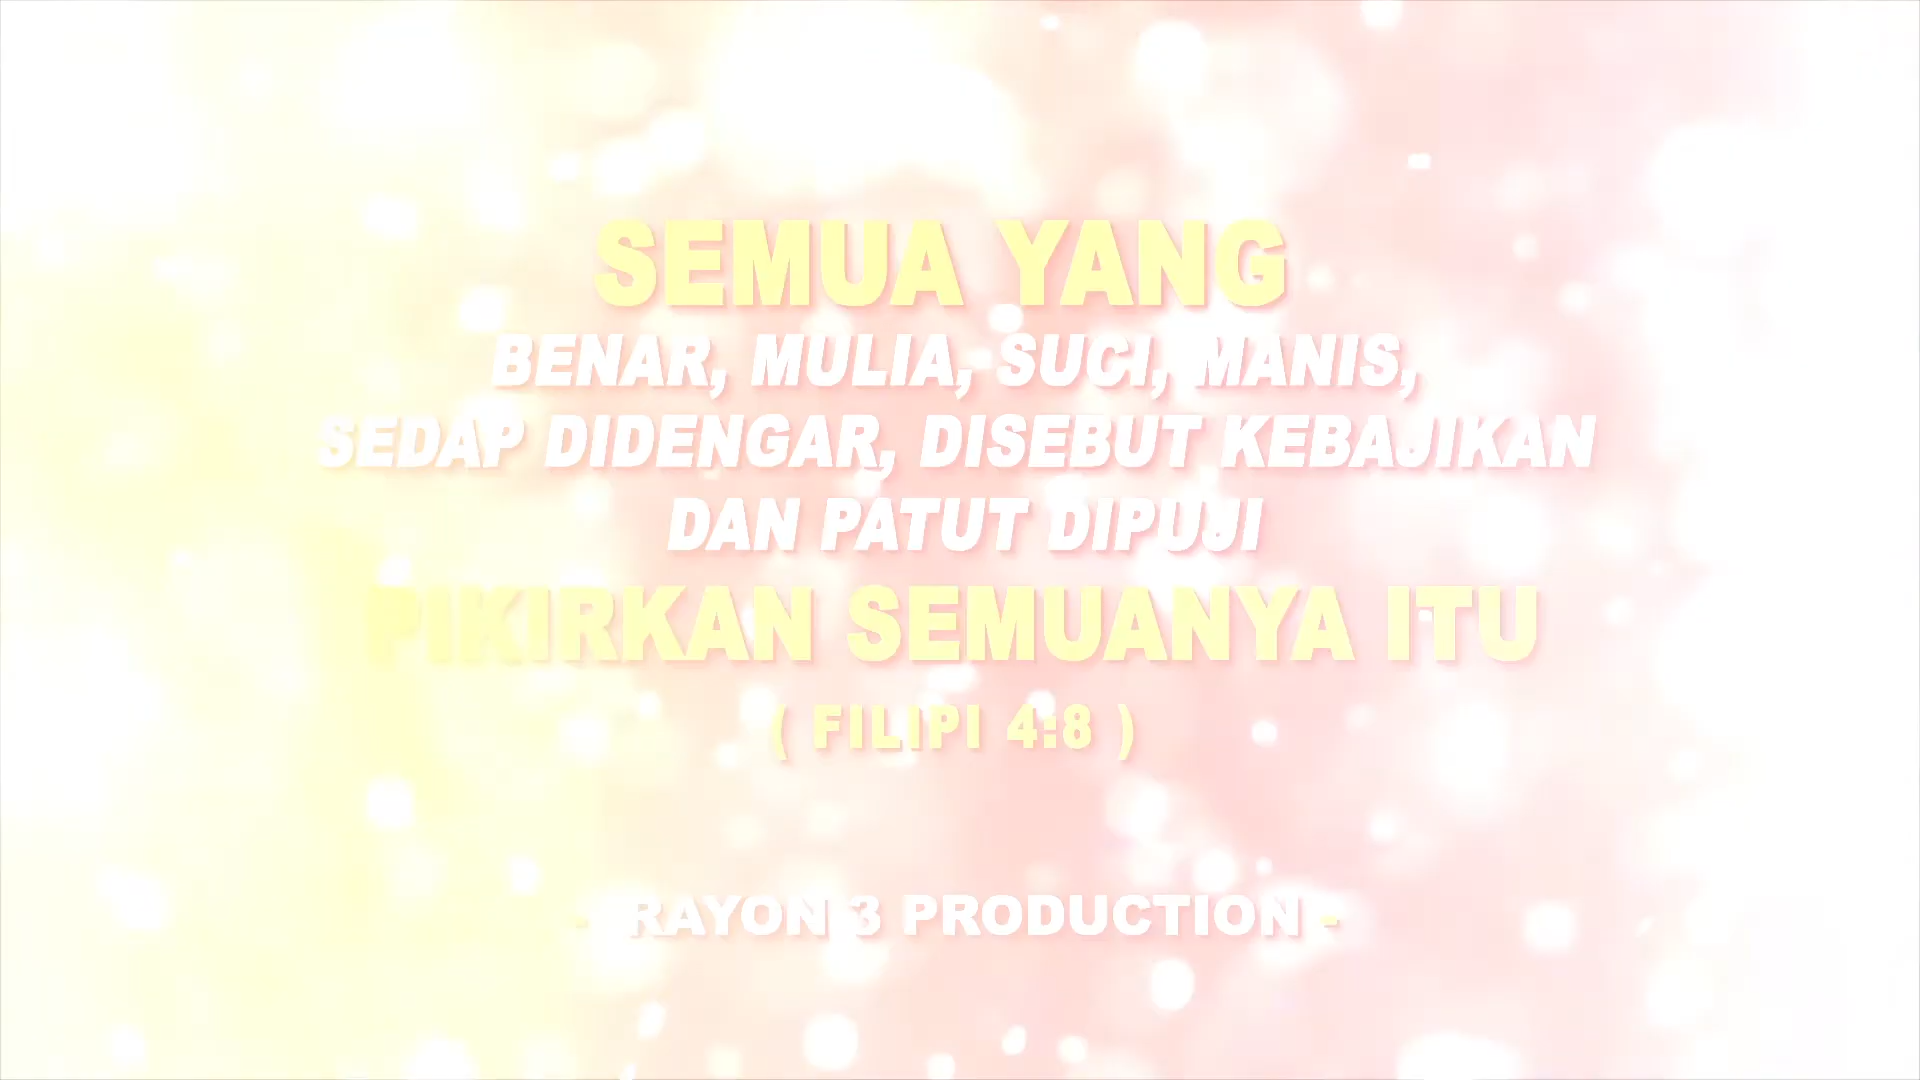 SEMUA YANG
BENAR, MULIA, SUCI, MANIS,
SEDAP DIDENGAR, DISEBUT KEBAJIKAN
DAN PATUT DIPUJI
PIKIRKAN SEMUANYA ITU
( FILIPI 4:8 )
- RAYON 3 PRODUCTION -